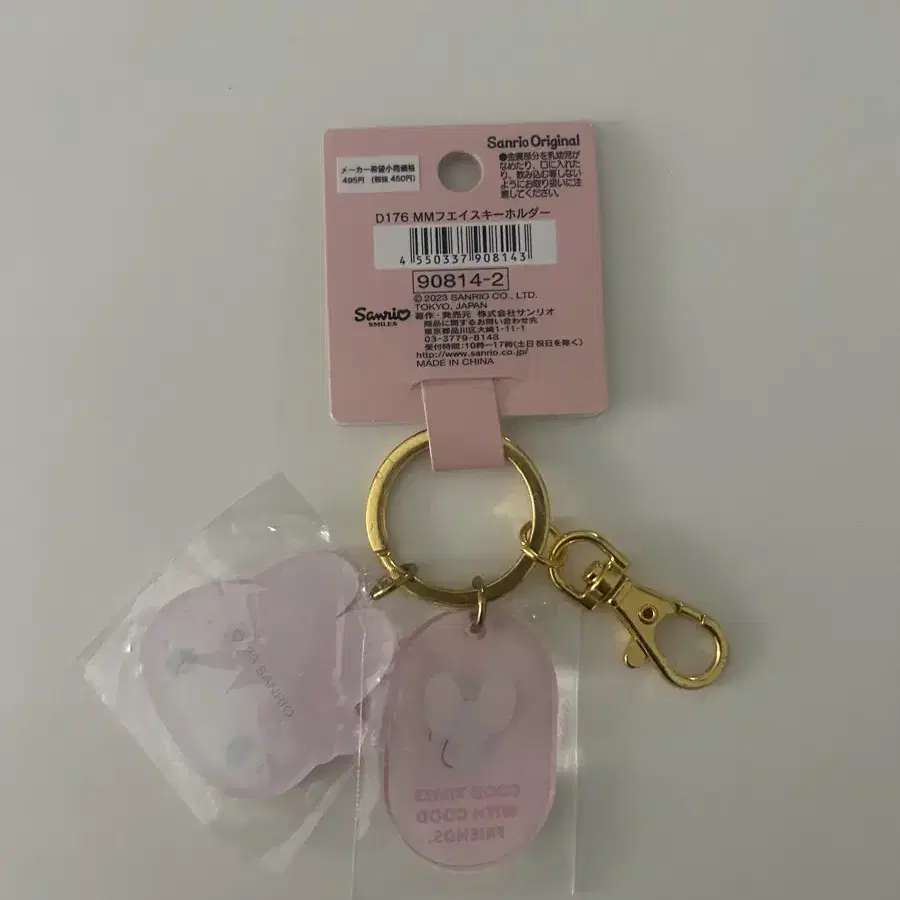 Sanrio Original
●金属部分を乳幼児が
なめたり、口に入れた
り、飲み込む等しない
ようにお取り扱いに注
意してください。
メーカー希望小売価格
495円 (税抜 450円)
D176 MMフエイスキーホルダー
4 550337 908143
90814-2
© 2023 SANRIO CO., LTD.
TOKYO, JAPAN
Sanrio
SMILES
著作・発売元 株式会社サンリオ
商品に関するお問い合わせ先
東京都品川区大崎1-11-1
03-3779-8148
受付時間:10時~17時(土日祝日を除く)
http://www.sanrio.co.jp/
MADE IN CHINA
SANRIO
GOOD TIMES
WITH GOOD
FRIENDS.